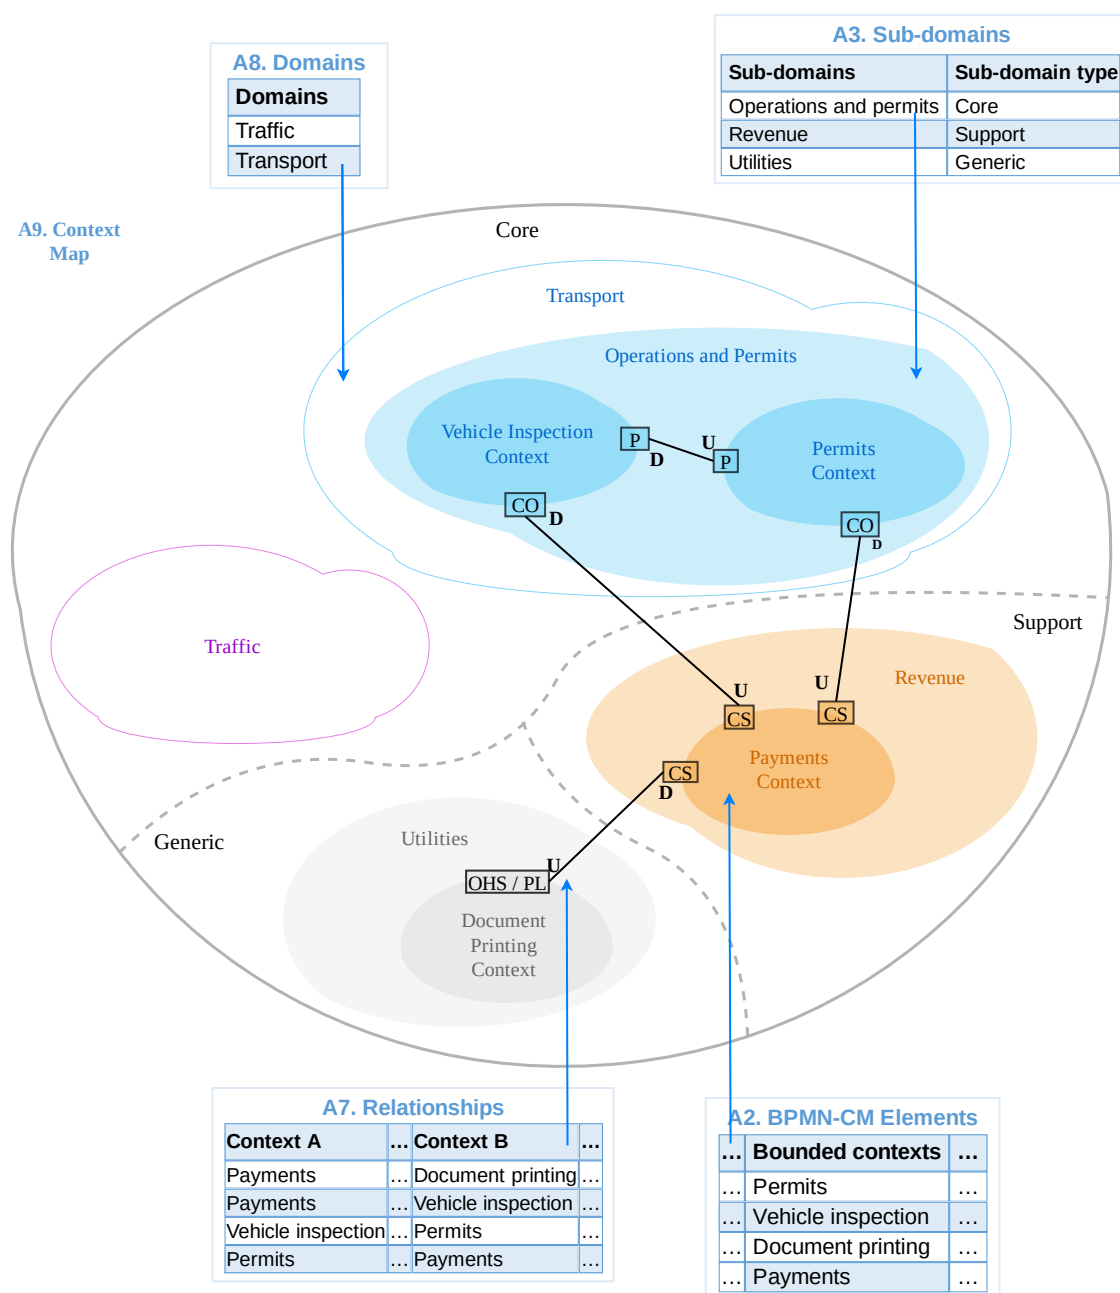 A8. Domains
Domains
Traffic
Transport
A3. Sub-domains
Sub-domains Sub-domain type
Operations and permits Core
Revenue Support
Utilities Generic
A9. Context
Map
Core
Transport
Operations and Permits
Vehicle Inspection
Context
P
D
U
P
Permits
Context
CO
D
CO
D
Traffic
Support
Revenue
U
CS
U
CS
Payments
Context
CS
D
Generic
Utilities
U
OHS / PL
Document
Printing
Context
A7. Relationships
Context A ... Context B ...
Payments ... Document printing ...
Payments ... Vehicle inspection ...
Vehicle inspection ... Permits ...
Permits ... Payments ...
A2. BPMN-CM Elements
... Bounded contexts ...
... Permits ...
... Vehicle inspection ...
... Document printing ...
... Payments ...